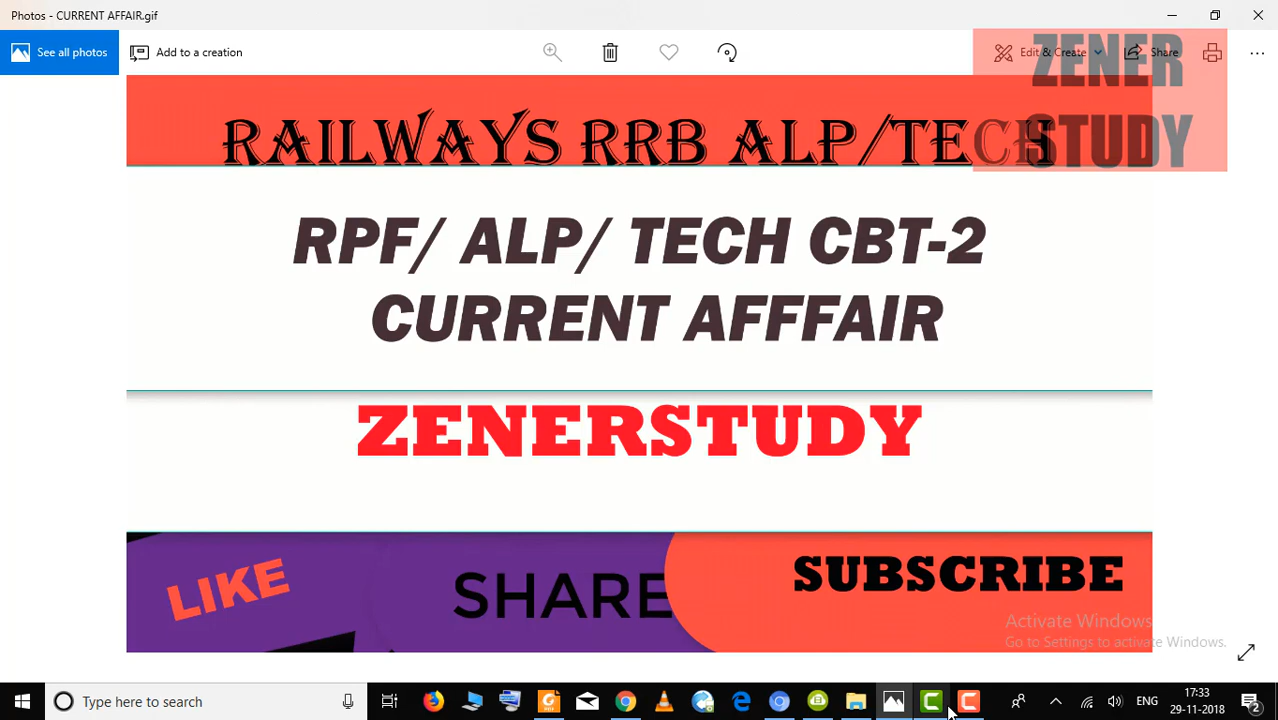 Photos - CURRENT AFFAIR.gif
See all photos
Add to a creation
Edit & Create
Share
ZENER
STUDY
RAILWAYS RRB ALP/TECH
RPF/ ALP/ TECH CBT-2
CURRENT AFFFAIR
ZENERSTUDY
LIKE
SHARE
SUBSCRIBE
Activate Windows
Go to Settings to activate Windows.
Type here to search
ENG
17:33
29-11-2018
2